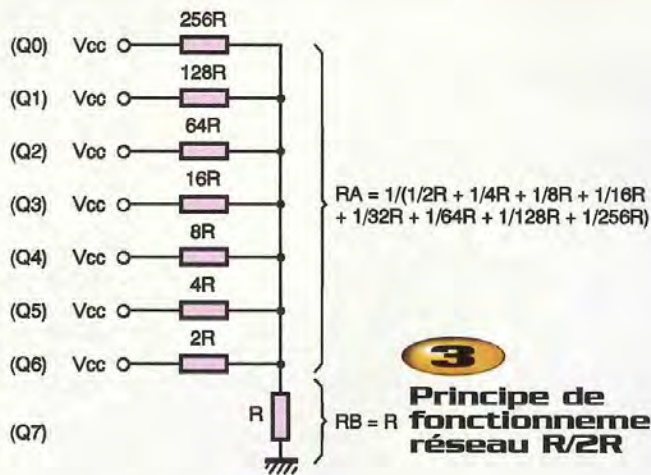 256R
(Q0) Vcc
128R
(Q1) Vcc
64R
(Q2) Vcc
16R
(Q3) Vcc
8R
(Q4) Vcc
4R
(Q5) Vcc
2R
(Q6) Vcc
RA = 1/(1/2R + 1/4R + 1/8R + 1/16R
+ 1/32R + 1/64R + 1/128R + 1/256R)
(Q7)
R
RB = R
3
Principe de
fonctionneme
réseau R/2R